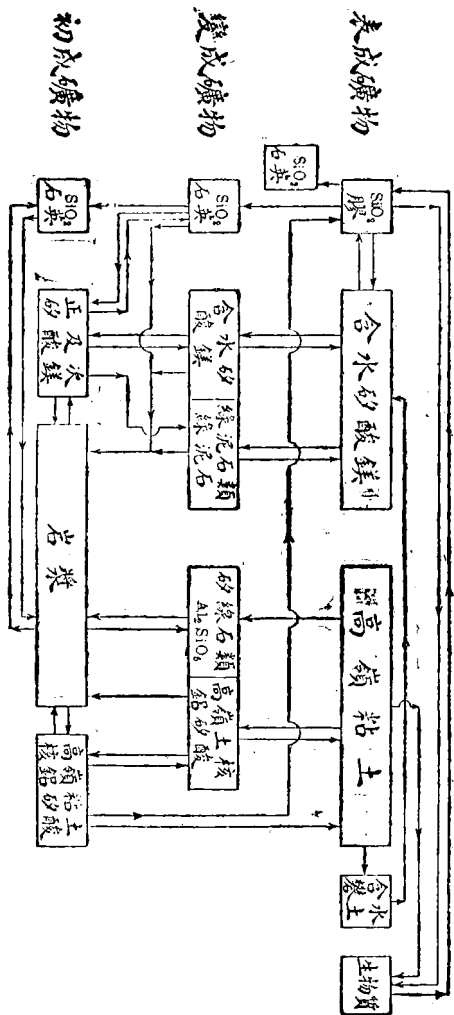 表成礦物
SiO₂
膠
SiO₂
石英
含水矽酸鎂
高嶺粘土
含水
礬土
生物質
變成礦物
SiO₂
石英
含水矽
酸鎂
綠泥石類
綠泥石
矽線石類
Al₂SiO₅
高嶺土核
鋁矽酸
初成礦物
SiO₂
石英
正及次
矽酸鎂
岩漿
高嶺粘土
核鋁矽酸